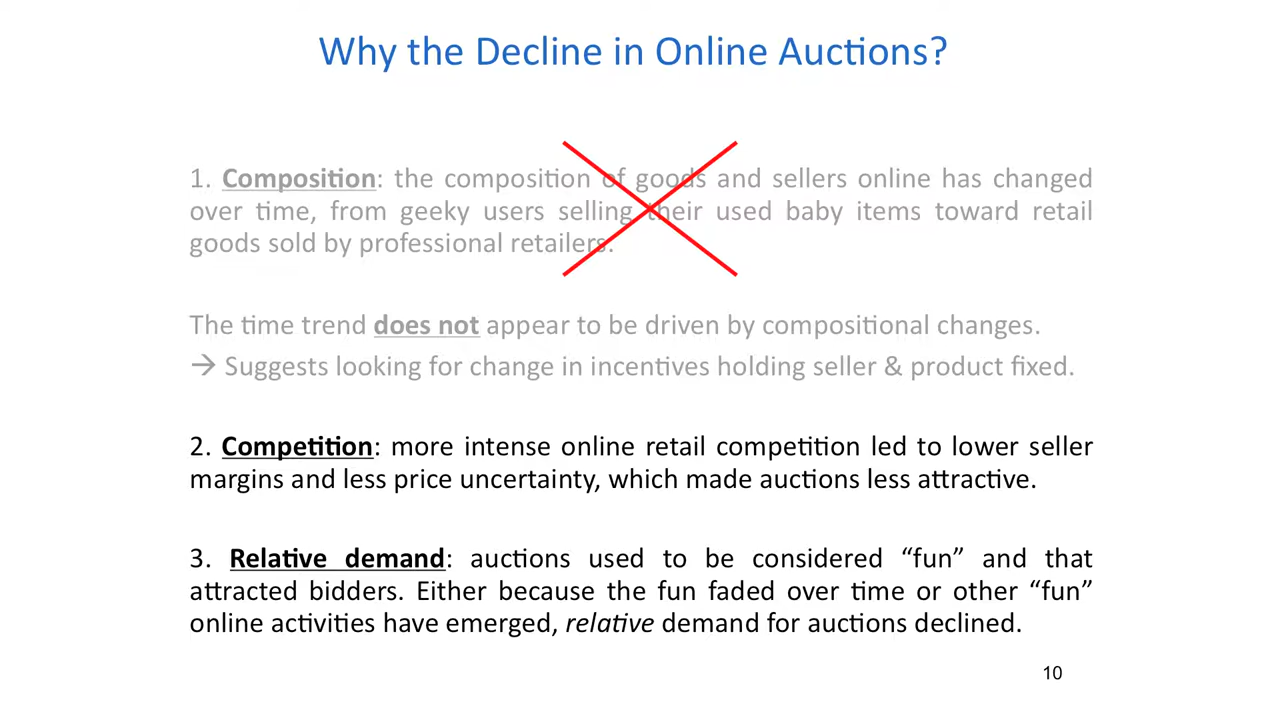 Why the Decline in Online Auctions?
1. Composition: the composition of goods and sellers online has changed
over time, from geeky users selling their used baby items toward retail
goods sold by professional retailers.
The time trend does not appear to be driven by compositional changes.
→ Suggests looking for change in incentives holding seller & product fixed.
2. Competition: more intense online retail competition led to lower seller
margins and less price uncertainty, which made auctions less attractive.
3. Relative demand: auctions used to be considered “fun” and that
attracted bidders. Either because the fun faded over time or other “fun”
online activities have emerged, relative demand for auctions declined.
10